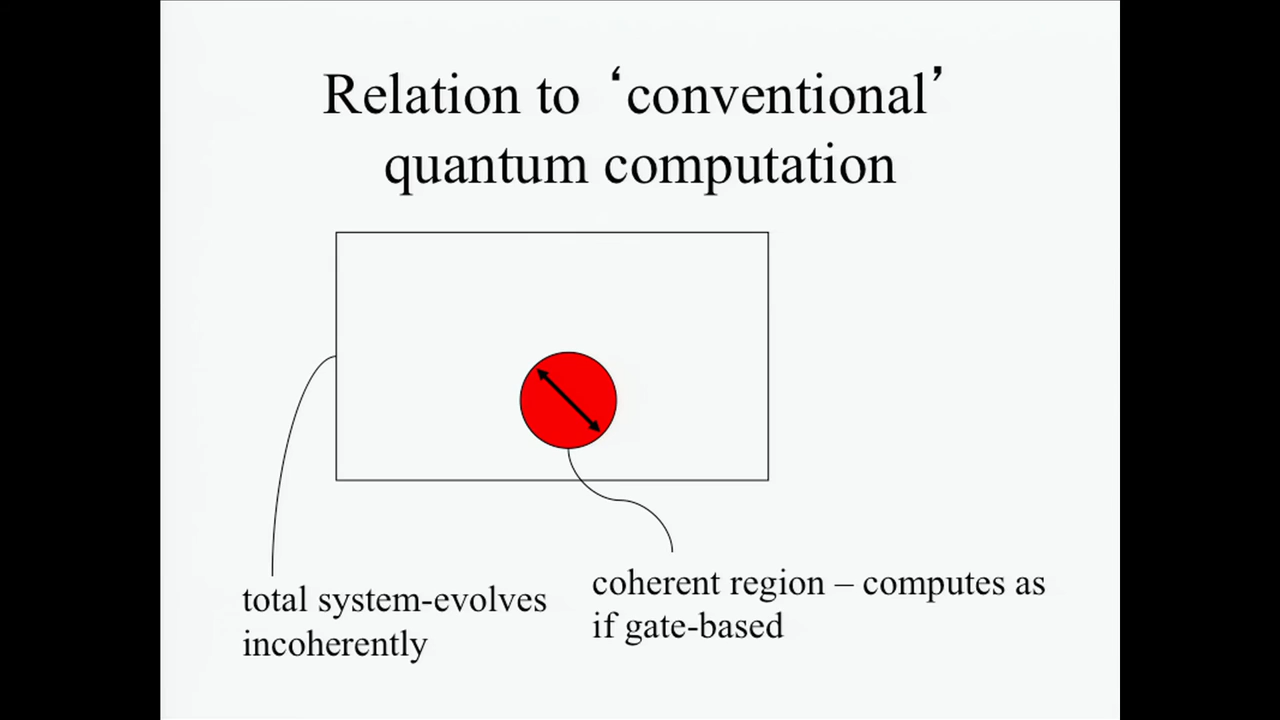 Relation to ‘conventional’
quantum computation
total system-evolves
incoherently
coherent region – computes as
if gate-based